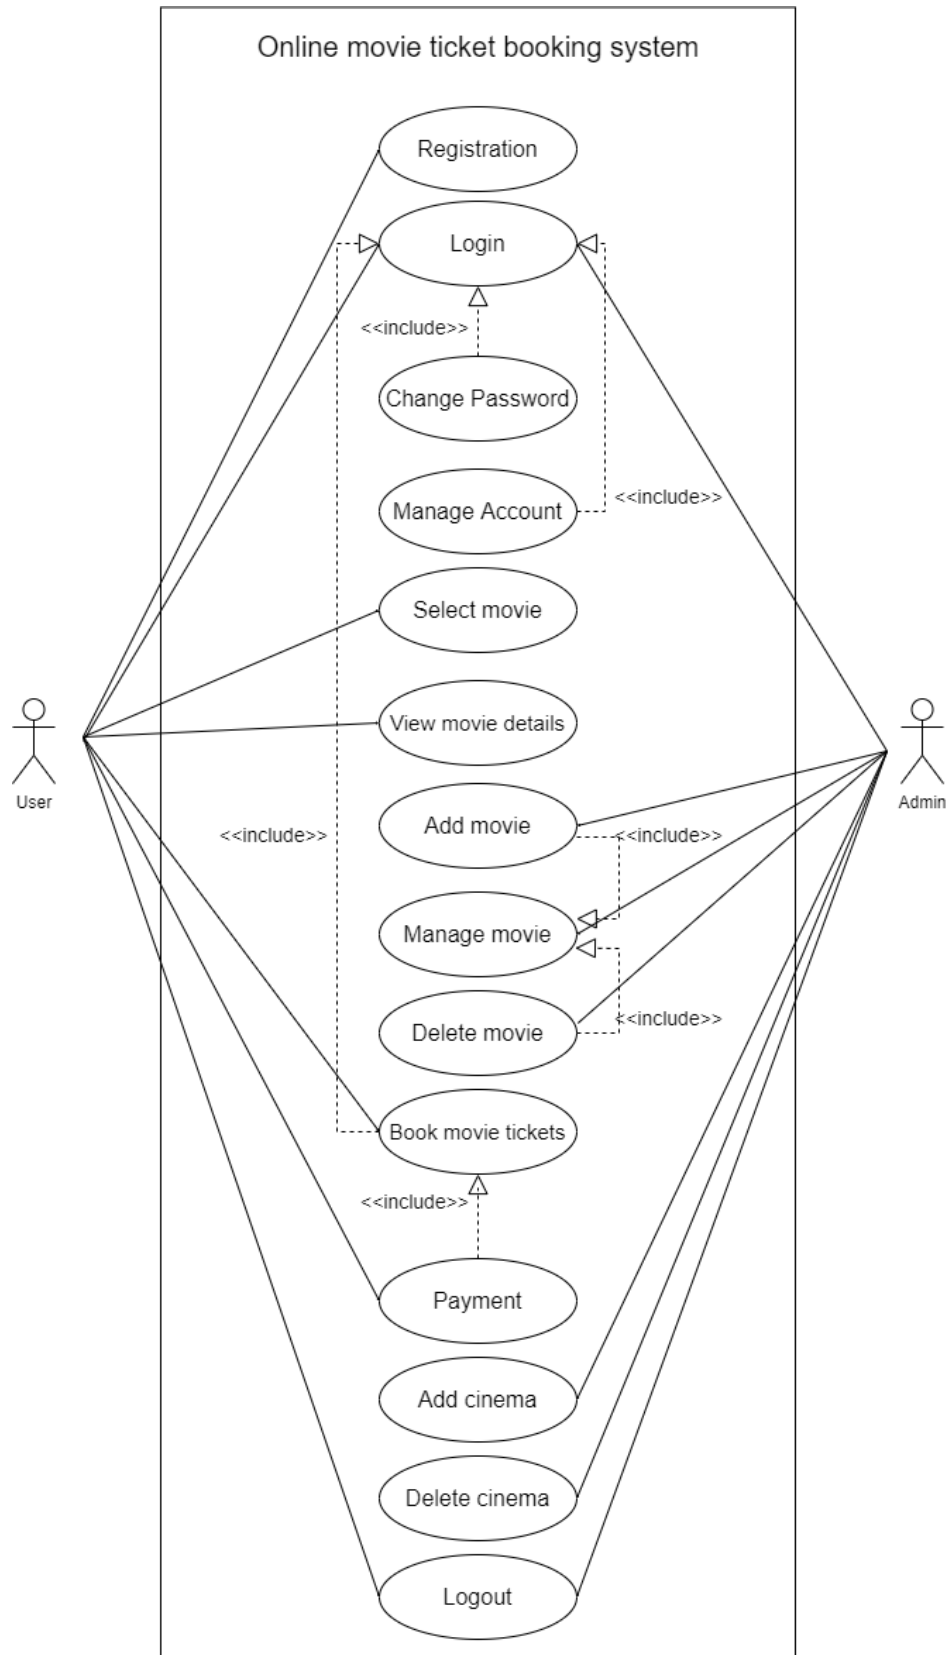 Online movie ticket booking system
Registration
Login
<<include>>
Change Password
Manage Account
<<include>>
Select movie
View movie details
User
Admin
Add movie
<<include>>
<<include>>
Manage movie
Delete movie
<<include>>
Book movie tickets
<<include>>
Payment
Add cinema
Delete cinema
Logout